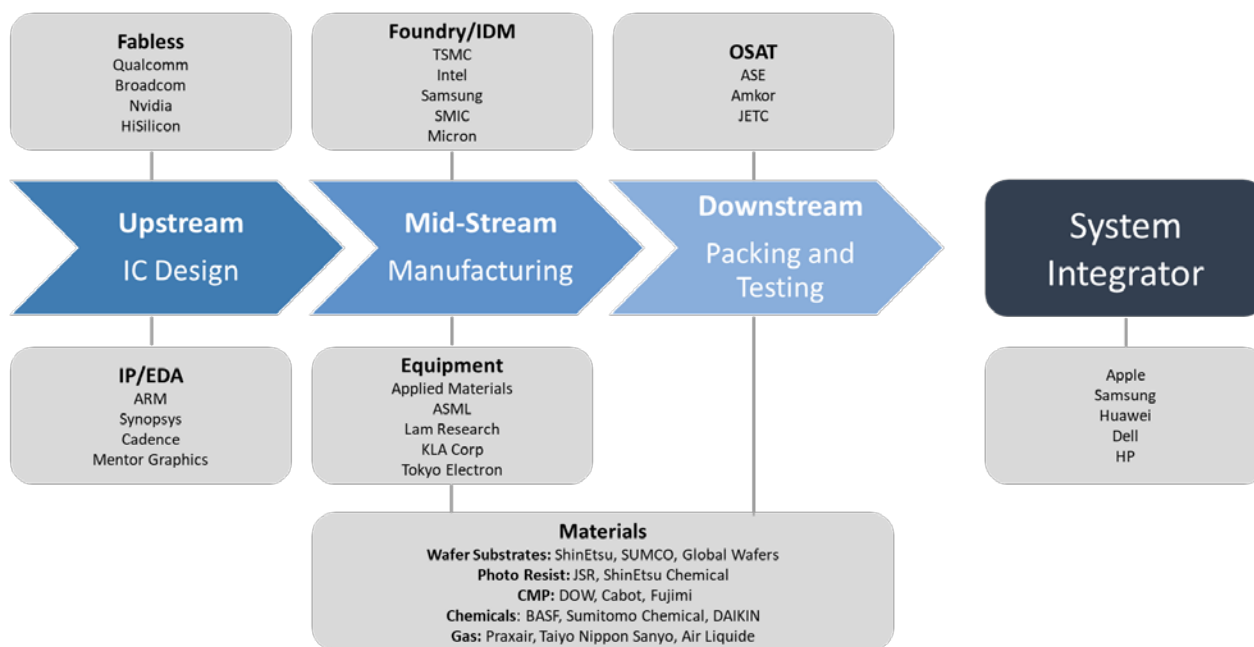 Fabless
Qualcomm
Broadcom
Nvidia
HiSilicon
Foundry/IDM
TSMC
Intel
Samsung
SMIC
Micron
OSAT
ASE
Amkor
JETC
Upstream
IC Design
Mid-Stream
Manufacturing
Downstream
Packing and
Testing
System
Integrator
IP/EDA
ARM
Synopsys
Cadence
Mentor Graphics
Equipment
Applied Materials
ASML
Lam Research
KLA Corp
Tokyo Electron
Apple
Samsung
Huawei
Dell
HP
Materials
Wafer Substrates: ShinEtsu, SUMCO, Global Wafers
Photo Resist: JSR, ShinEtsu Chemical
CMP: DOW, Cabot, Fujimi
Chemicals: BASF, Sumitomo Chemical, DAIKIN
Gas: Praxair, Taiyo Nippon Sanyo, Air Liquide